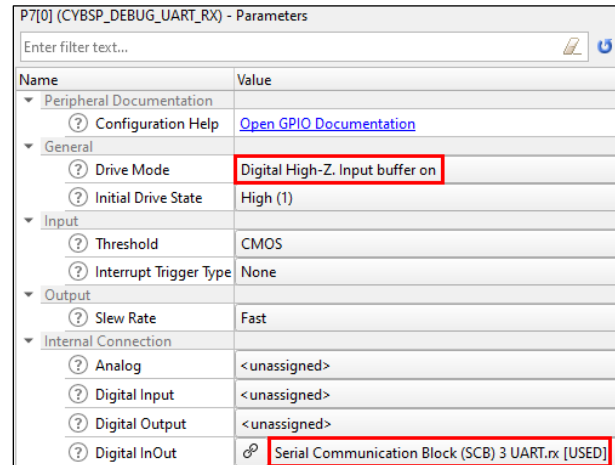 P7[0] (CYBSP_DEBUG_UART_RX) - Parameters
Enter filter text...
Name Value
Peripheral Documentation
? Configuration Help Open GPIO Documentation
General
? Drive Mode Digital High-Z. Input buffer on
? Initial Drive State High (1)
Input
? Threshold CMOS
? Interrupt Trigger Type None
Output
? Slew Rate Fast
Internal Connection
? Analog <unassigned>
? Digital Input <unassigned>
? Digital Output <unassigned>
? Digital InOut Serial Communication Block (SCB) 3 UART.rx [USED]